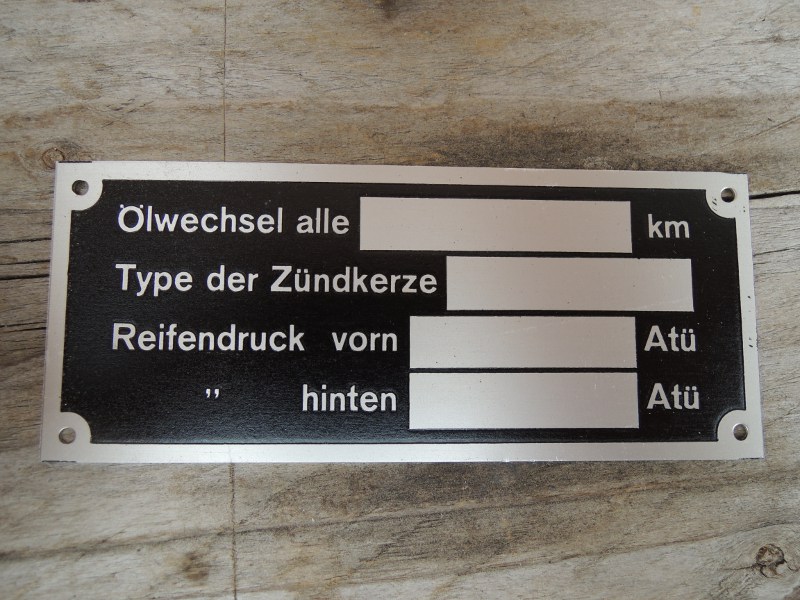 Ölwechsel alle km
Type der Zündkerze
Reifendruck vorn Atü
" hinten Atü